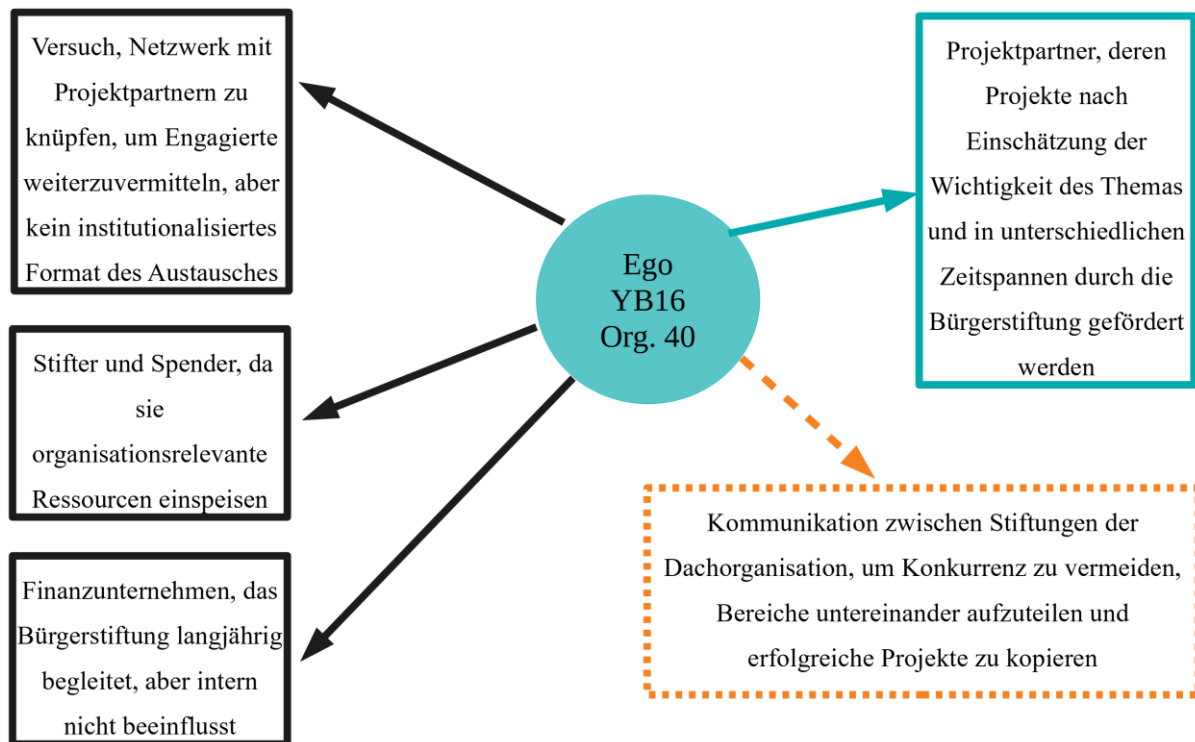 Versuch, Netzwerk mit
Projektpartnern zu
knüpfen, um Engagierte
weiterzuvermitteln, aber
kein institutionalisiertes
Format des Austausches
Stifter und Spender, da
sie
organisationsrelevante
Ressourcen einspeisen
Finanzunternehmen, das
Bürgerstiftung langjährig
begleitet, aber intern
nicht beeinflusst
Ego
YB16
Org. 40
Projektpartner, deren
Projekte nach
Einschätzung der
Wichtigkeit des Themas
und in unterschiedlichen
Zeitspannen durch die
Bürgerstiftung gefördert
werden
Kommunikation zwischen Stiftungen der
Dachorganisation, um Konkurrenz zu vermeiden,
Bereiche untereinander aufzuteilen und
erfolgreiche Projekte zu kopieren